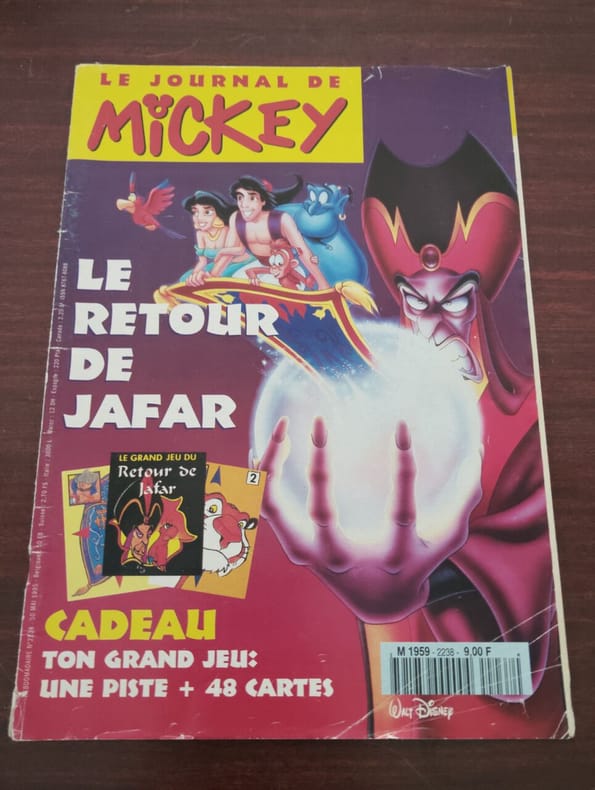 LE JOURNAL DE
MICKEY
LE
RETOUR
DE
JAFAR
LE GRAND JEU DU
Retour de
Jafar
2
CADEAU
TON GRAND JEU:
UNE PISTE + 48 CARTES
M 1959 - 2238 - 9,00 F
WALT DISNEY